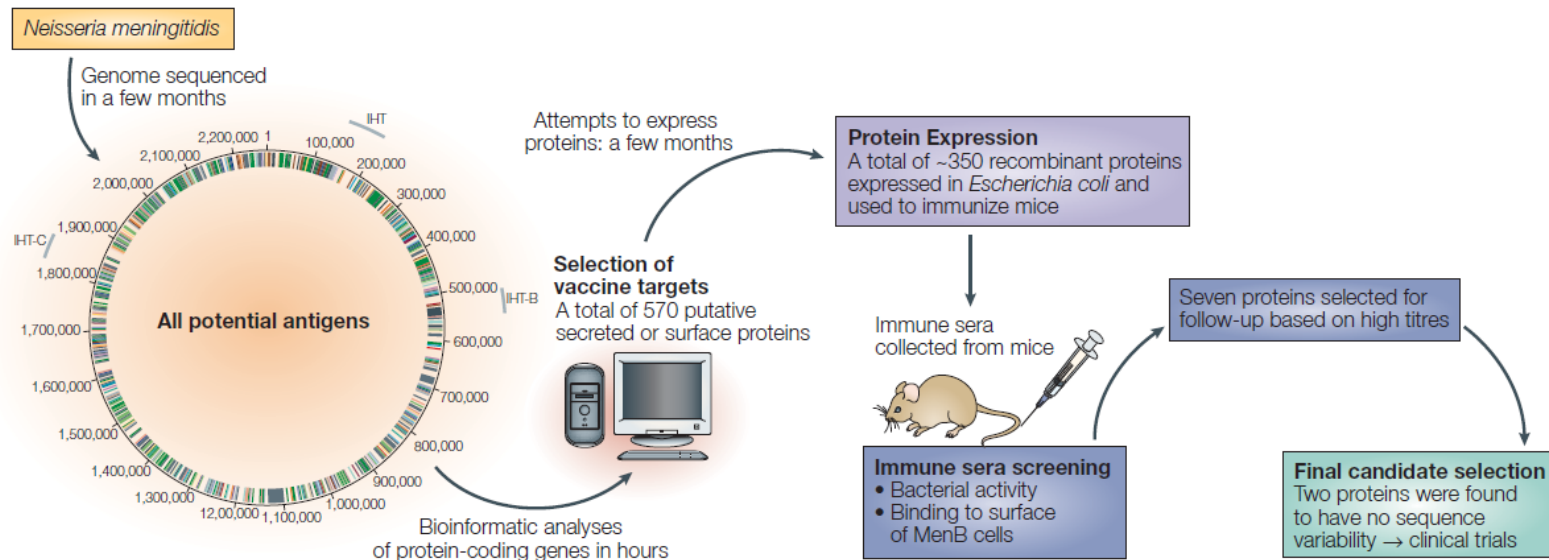 Neisseria meningitidis
Genome sequenced
in a few months
IHT
2,200,000
1
100,000
2,100,000
200,000
2,000,000
300,000
1,900,000
IHT-C
400,000
1,800,000
500,000
IHT-B
1,700,000
All potential antigens
600,000
1,600,000
700,000
1,500,000
800,000
1,400,000
900,000
1,300,000
1,000,000
12,00,000
1,100,000
Bioinformatic analyses
of protein-coding genes in hours
Selection of
vaccine targets
A total of 570 putative
secreted or surface proteins
Attempts to express
proteins: a few months
Protein Expression
A total of ~350 recombinant proteins
expressed in Escherichia coli and
used to immunize mice
Immune sera
collected from mice
Immune sera screening
• Bacterial activity
• Binding to surface
of MenB cells
Seven proteins selected for
follow-up based on high titres
Final candidate selection
Two proteins were found
to have no sequence
variability → clinical trials